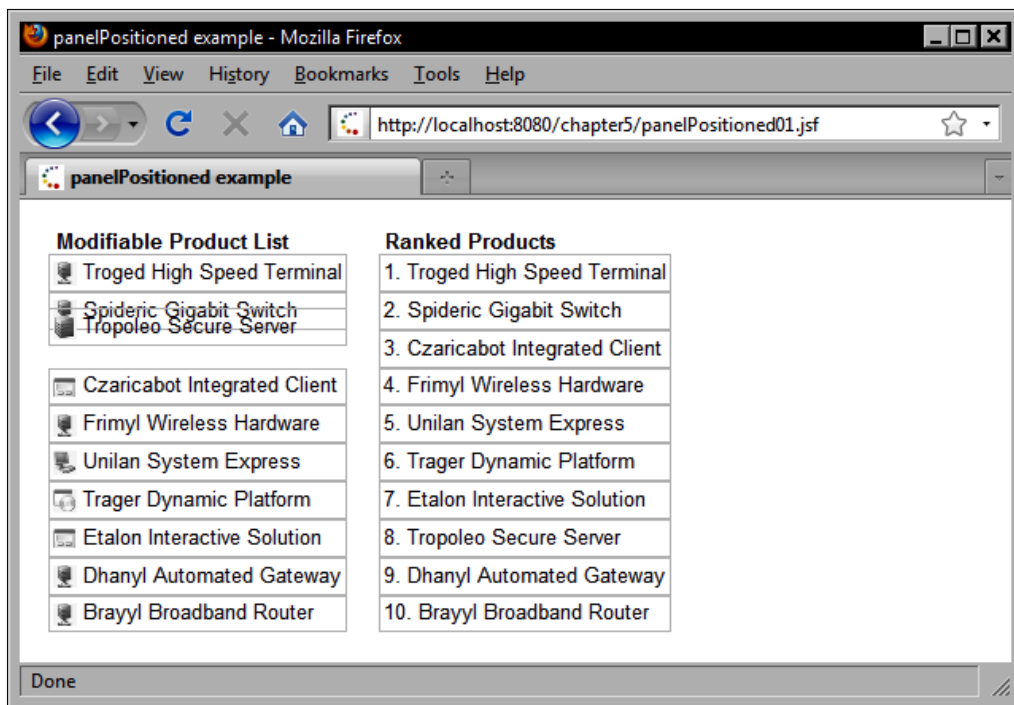 panelPositioned example - Mozilla Firefox
File Edit View History Bookmarks Tools Help
http://localhost:8080/chapter5/panelPositioned01.jsf
panelPositioned example
Modifiable Product List
Troged High Speed Terminal
Spideric Gigabit Switch
Tropoleo Secure Server
Czaricabot Integrated Client
Frimyl Wireless Hardware
Unilan System Express
Trager Dynamic Platform
Etalon Interactive Solution
Dhanyl Automated Gateway
Brayyl Broadband Router
Ranked Products
1. Troged High Speed Terminal
2. Spideric Gigabit Switch
3. Czaricabot Integrated Client
4. Frimyl Wireless Hardware
5. Unilan System Express
6. Trager Dynamic Platform
7. Etalon Interactive Solution
8. Tropoleo Secure Server
9. Dhanyl Automated Gateway
10. Brayyl Broadband Router
Done